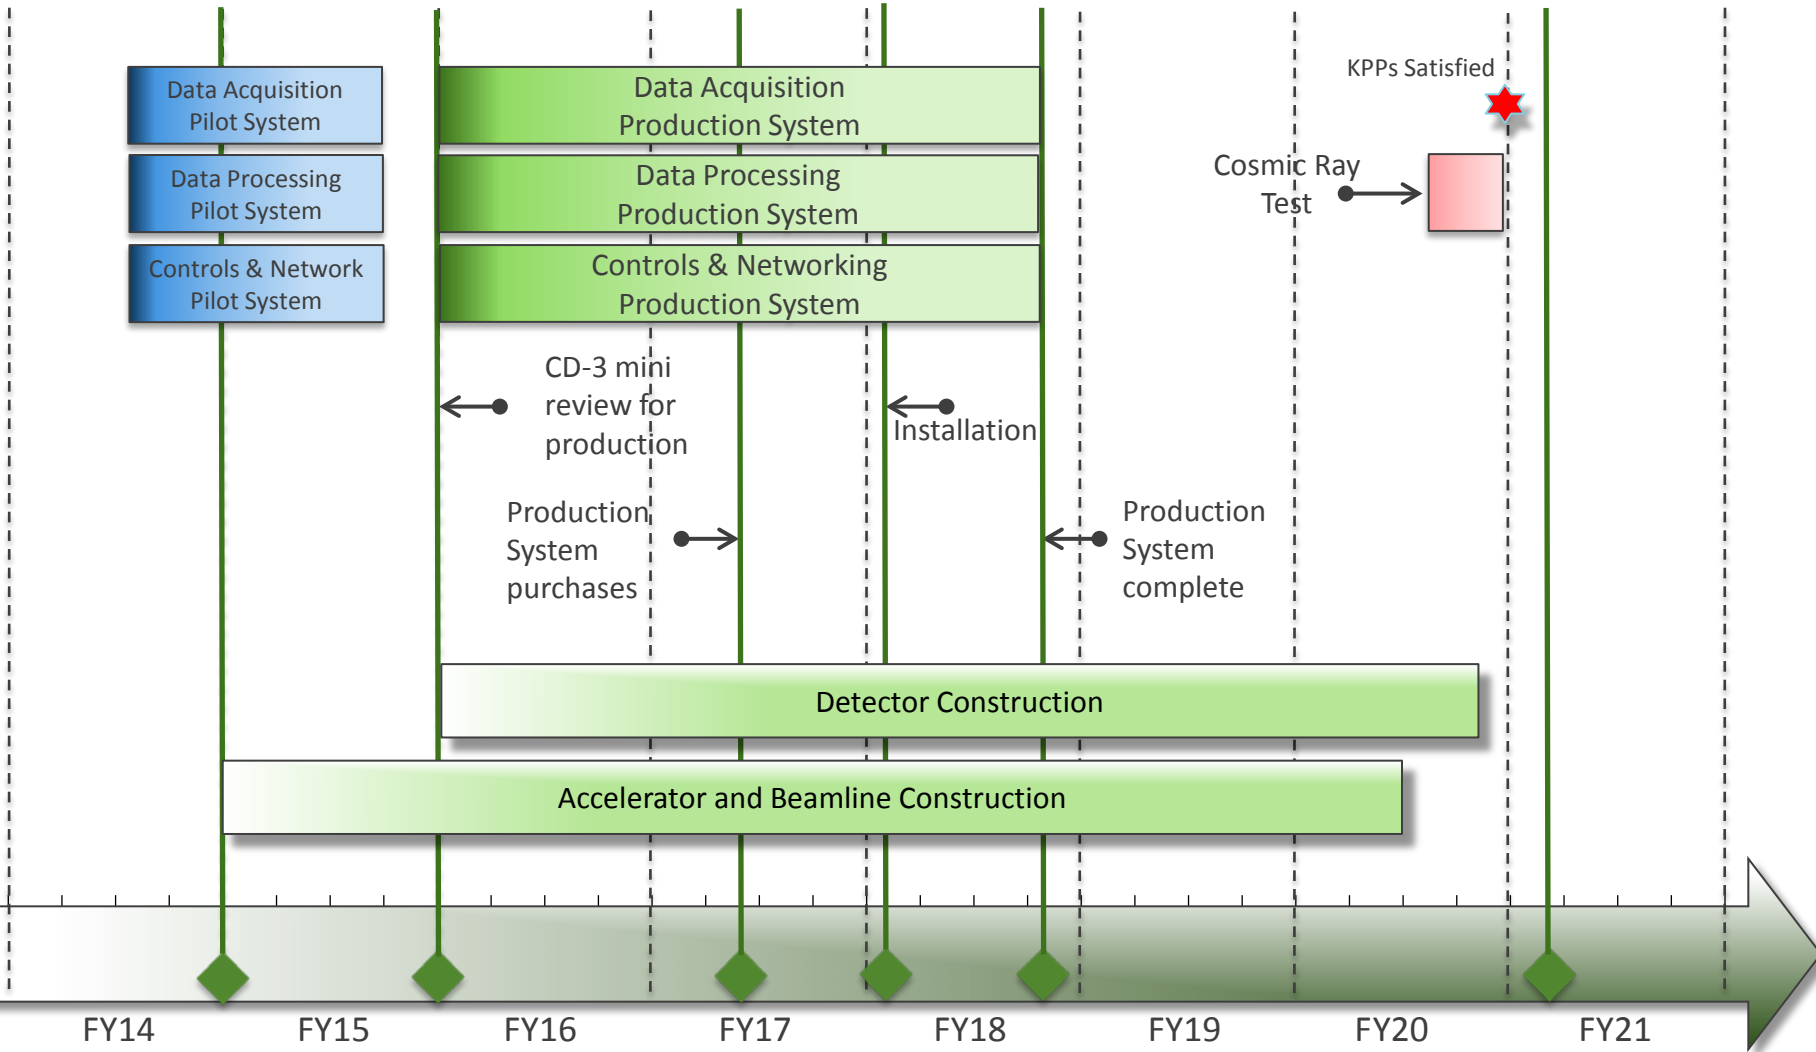 Data Acquisition
Pilot System
Data Acquisition
Production System
KPPs Satisfied
Data Processing
Pilot System
Data Processing
Production System
Cosmic Ray
Test
Controls & Network
Pilot System
Controls & Networking
Production System
CD-3 mini
review for
production
Installation
Production
System
purchases
Production
System
complete
Detector Construction
Accelerator and Beamline Construction
FY14
FY15
FY16
FY17
FY18
FY19
FY20
FY21